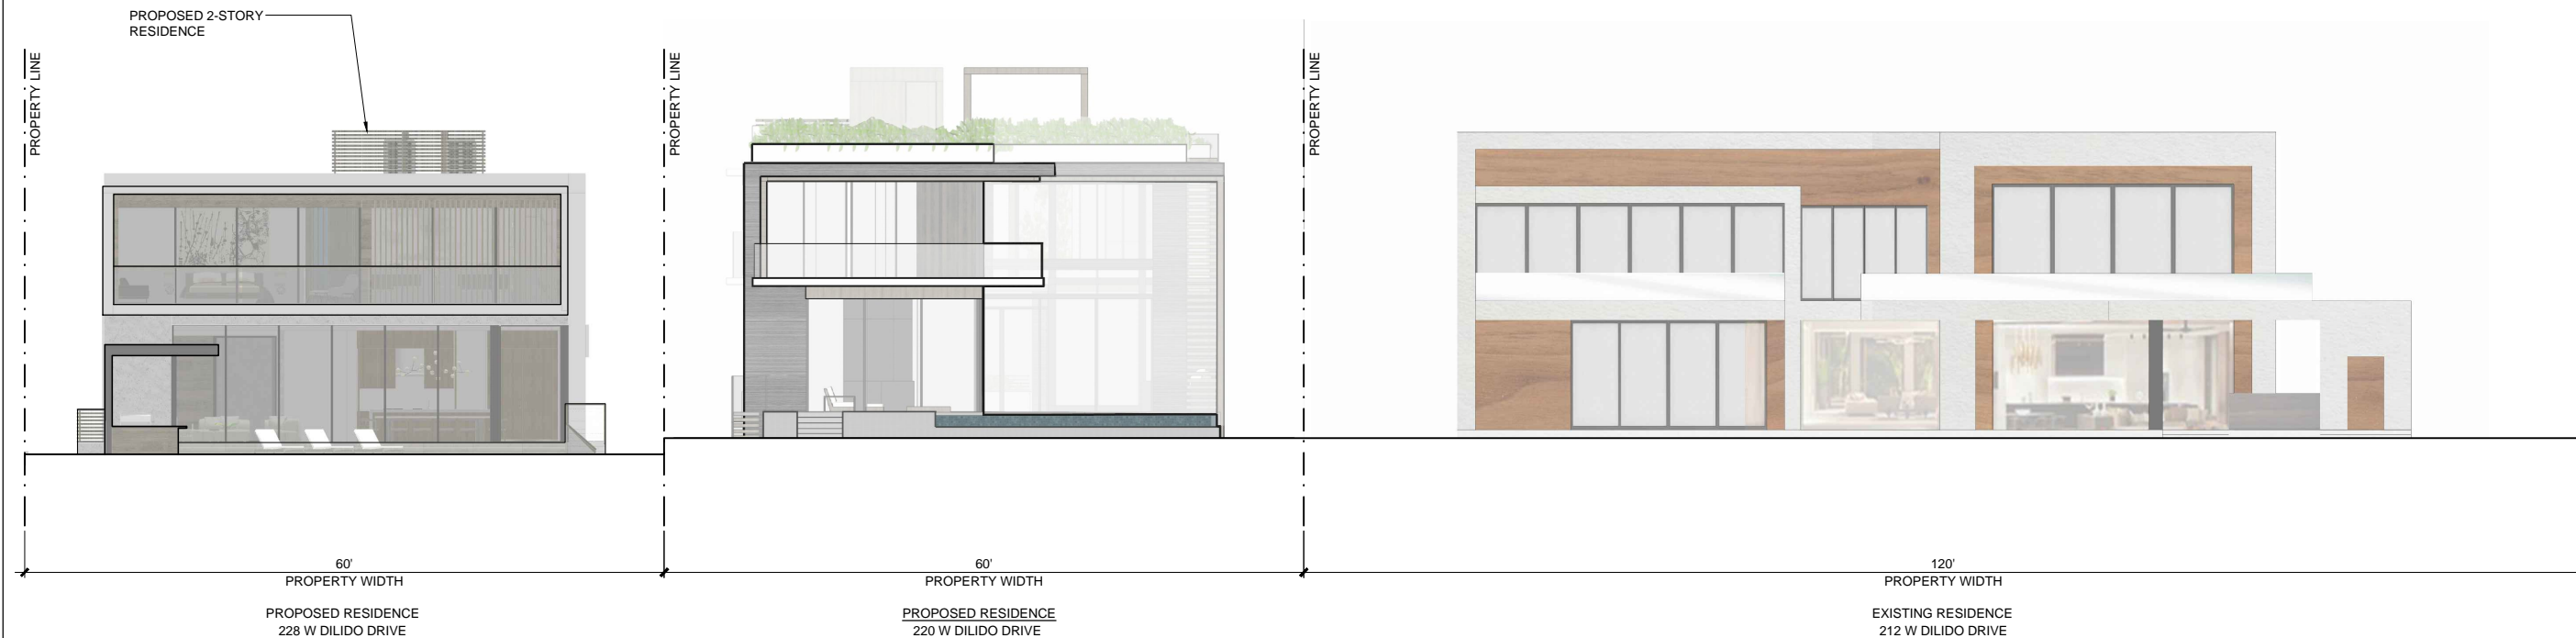 PROPOSED 2-STORY
RESIDENCE
PROPERTY LINE
PROPERTY LINE
PROPERTY LINE
60'
PROPERTY WIDTH
60'
PROPERTY WIDTH
120'
PROPERTY WIDTH
PROPOSED RESIDENCE
228 W DILIDO DRIVE
PROPOSED RESIDENCE
220 W DILIDO DRIVE
EXISTING RESIDENCE
212 W DILIDO DRIVE